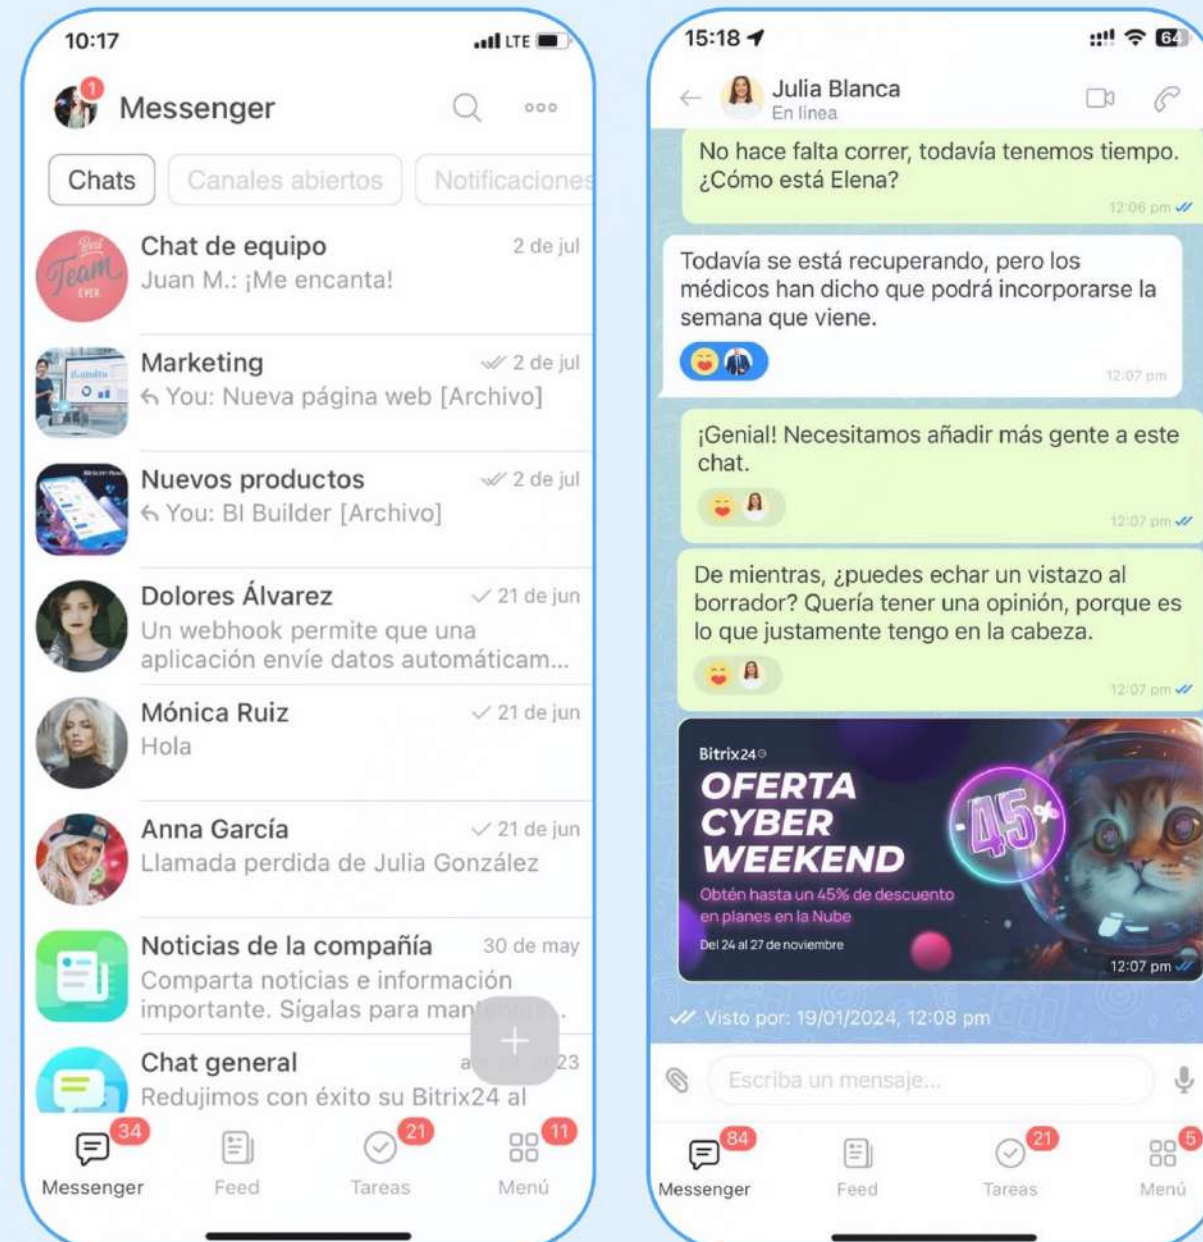 10:17
LTE
1
Messenger
Chats
Canales abiertos
Notificaciones
Best
Team
EVER
Chat de equipo
2 de jul
Juan M.: ¡Me encanta!
Marketing
2 de jul
You: Nueva página web [Archivo]
Nuevos productos
2 de jul
You: BI Builder [Archivo]
Dolores Álvarez
21 de jun
Un webhook permite que una
aplicación envíe datos automáticam...
Mónica Ruiz
21 de jun
Hola
Anna García
21 de jun
Llamada perdida de Julia González
Noticias de la compañía
30 de may
Comparta noticias e información
importante. Sígalas para
Chat general
23
Redujimos con éxito su Bitrix24 al
34
21
11
Messenger
Feed
Tareas
Menú
15:18
64
Julia Blanca
En linea
No hace falta correr, todavía tenemos tiempo.
¿Cómo está Elena?
12:06 pm
Todavía se está recuperando, pero los
médicos han dicho que podrá incorporarse la
semana que viene.
12:07 pm
¡Genial! Necesitamos añadir más gente a este
chat.
12:07 pm
De mientras, ¿puedes echar un vistazo al
borrador? Quería tener una opinión, porque es
lo que justamente tengo en la cabeza.
12:07 pm
Bitrix24
OFERTA
CYBER
WEEKEND
-45%
Obtén hasta un 45% de descuento
en planes en la Nube
Del 24 al 27 de noviembre
12:07 pm
Visto por: 19/01/2024, 12:08 pm
Escriba un mensaje...
84
21
5
Messenger
Feed
Tareas
Menú